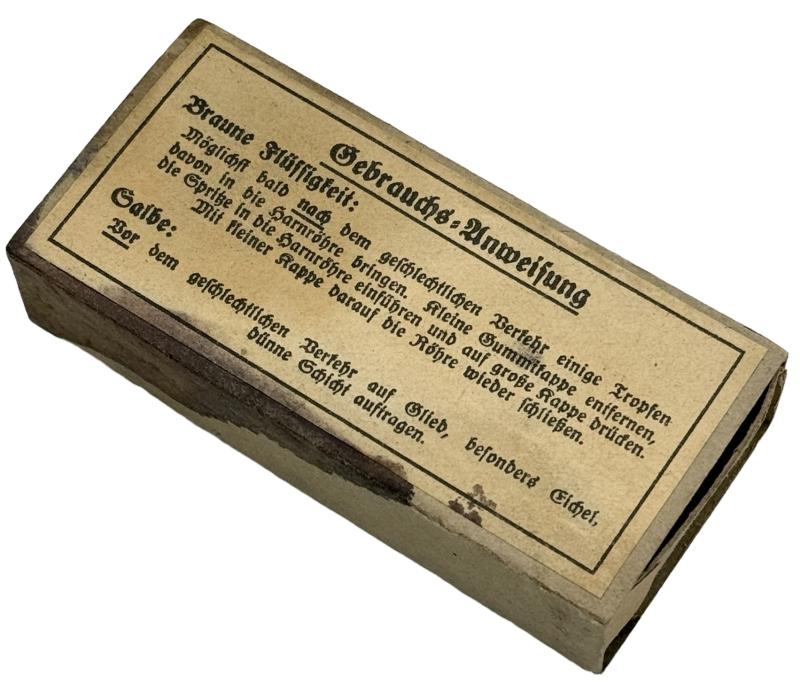 Gebrauchs-Anweisung
Braune Flüssigkeit:
Möglichst bald nach dem geschlechtlichen Verkehr einige Tropfen
davon in die Harnröhre bringen. Kleine Gummikappe entfernen,
die Spritze in die Harnröhre einführen und auf große Kappe drücken.
Mit kleiner Kappe darauf die Röhre wieder schließen.
Salbe:
Vor dem geschlechtlichen Verkehr auf Glied, besonders Eichel,
dünne Schicht auftragen.